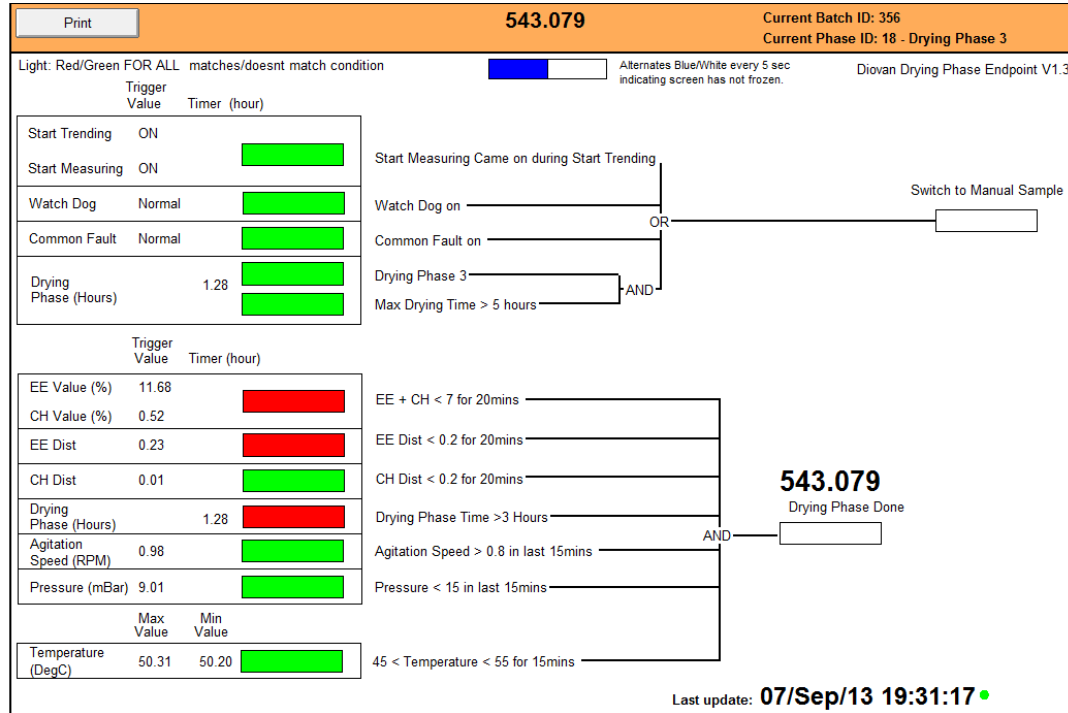 Print
543.079
Current Batch ID: 356
Current Phase ID: 18 - Drying Phase 3
Light: Red/Green FOR ALL matches/doesnt match condition
Alternates Blue/White every 5 sec
indicating screen has not frozen.
Diovan Drying Phase Endpoint V1.3
Trigger
Value Timer (hour)
Start Trending ON
Start Measuring ON
Start Measuring Came on during Start Trending
Watch Dog Normal
Watch Dog on
Common Fault Normal
Common Fault on
OR
Switch to Manual Sample
Drying
Phase (Hours) 1.28
Drying Phase 3
Max Drying Time > 5 hours
AND
Trigger
Value Timer (hour)
EE Value (%) 11.68
CH Value (%) 0.52
EE + CH < 7 for 20mins
EE Dist 0.23
EE Dist < 0.2 for 20mins
CH Dist 0.01
CH Dist < 0.2 for 20mins
Drying
Phase (Hours) 1.28
Drying Phase Time >3 Hours
Agitation
Speed (RPM) 0.98
Agitation Speed > 0.8 in last 15mins
Pressure (mBar) 9.01
Pressure < 15 in last 15mins
AND
543.079
Drying Phase Done
Max
Value
Min
Value
Temperature
(DegC) 50.31 50.20
45 < Temperature < 55 for 15mins
Last update: 07/Sep/13 19:31:17